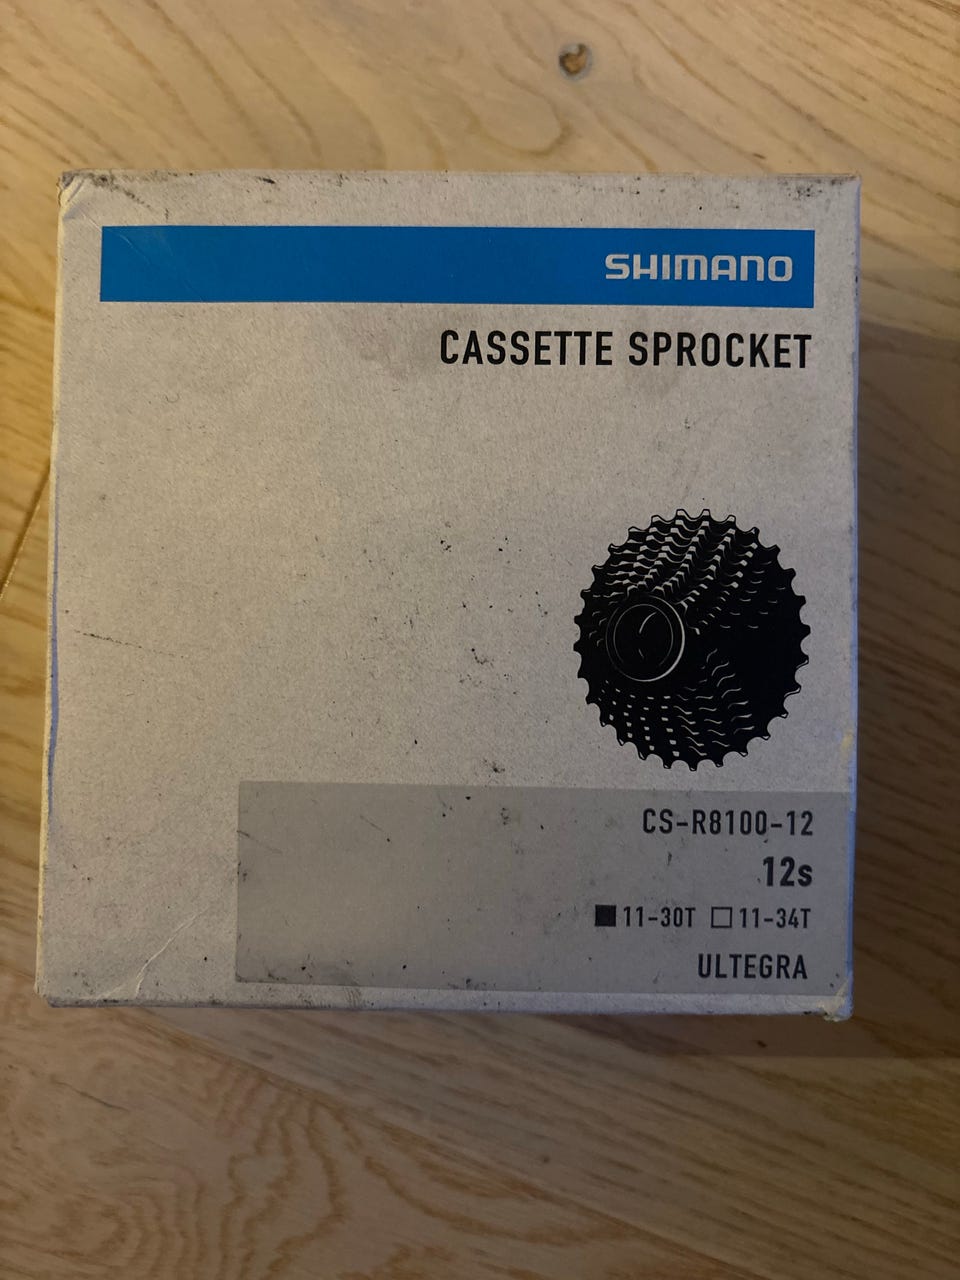 SHIMANO
CASSETTE SPROCKET
CS-R8100-12
12s
■ 11-30T □ 11-34T
ULTEGRA